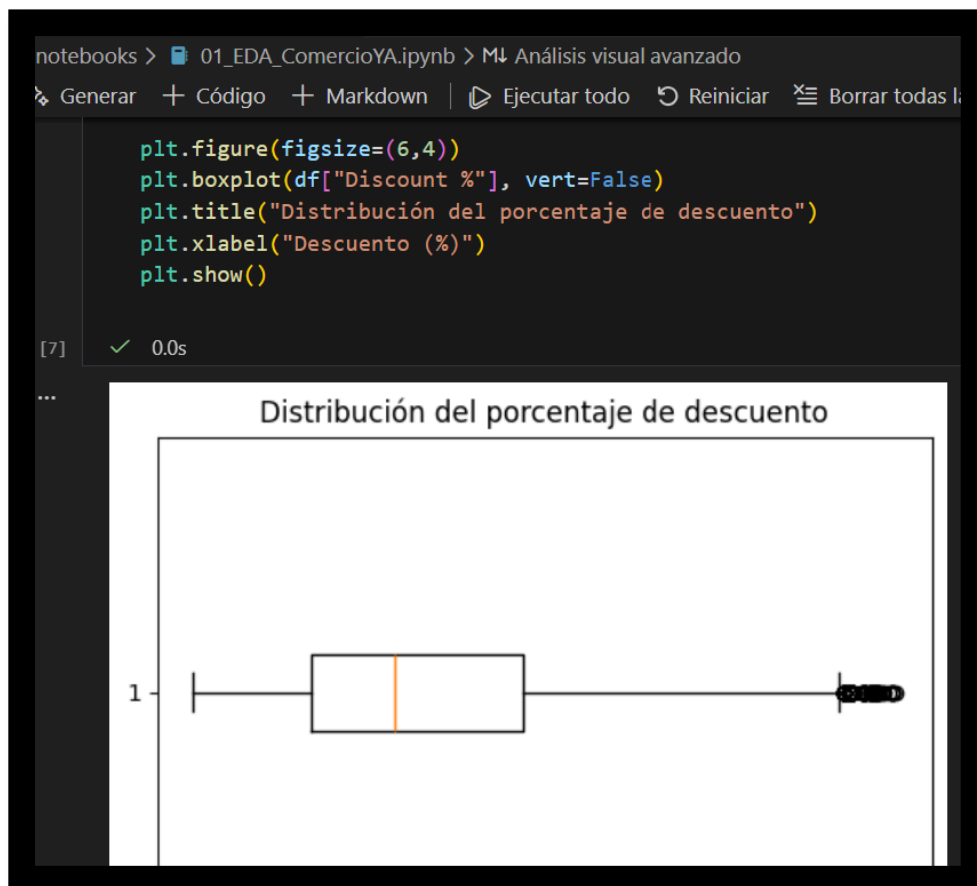 notebooks > 01_EDA_ComercioYA.ipynb > M↓ Análisis visual avanzado
Generar + Código + Markdown | Ejecutar todo Reiniciar Borrar todas
plt.figure(figsize=(6,4))
plt.boxplot(df["Discount %"], vert=False)
plt.title("Distribución del porcentaje de descuento")
plt.xlabel("Descuento (%)")
plt.show()
[7] ✓ 0.0s
...
Distribución del porcentaje de descuento
1